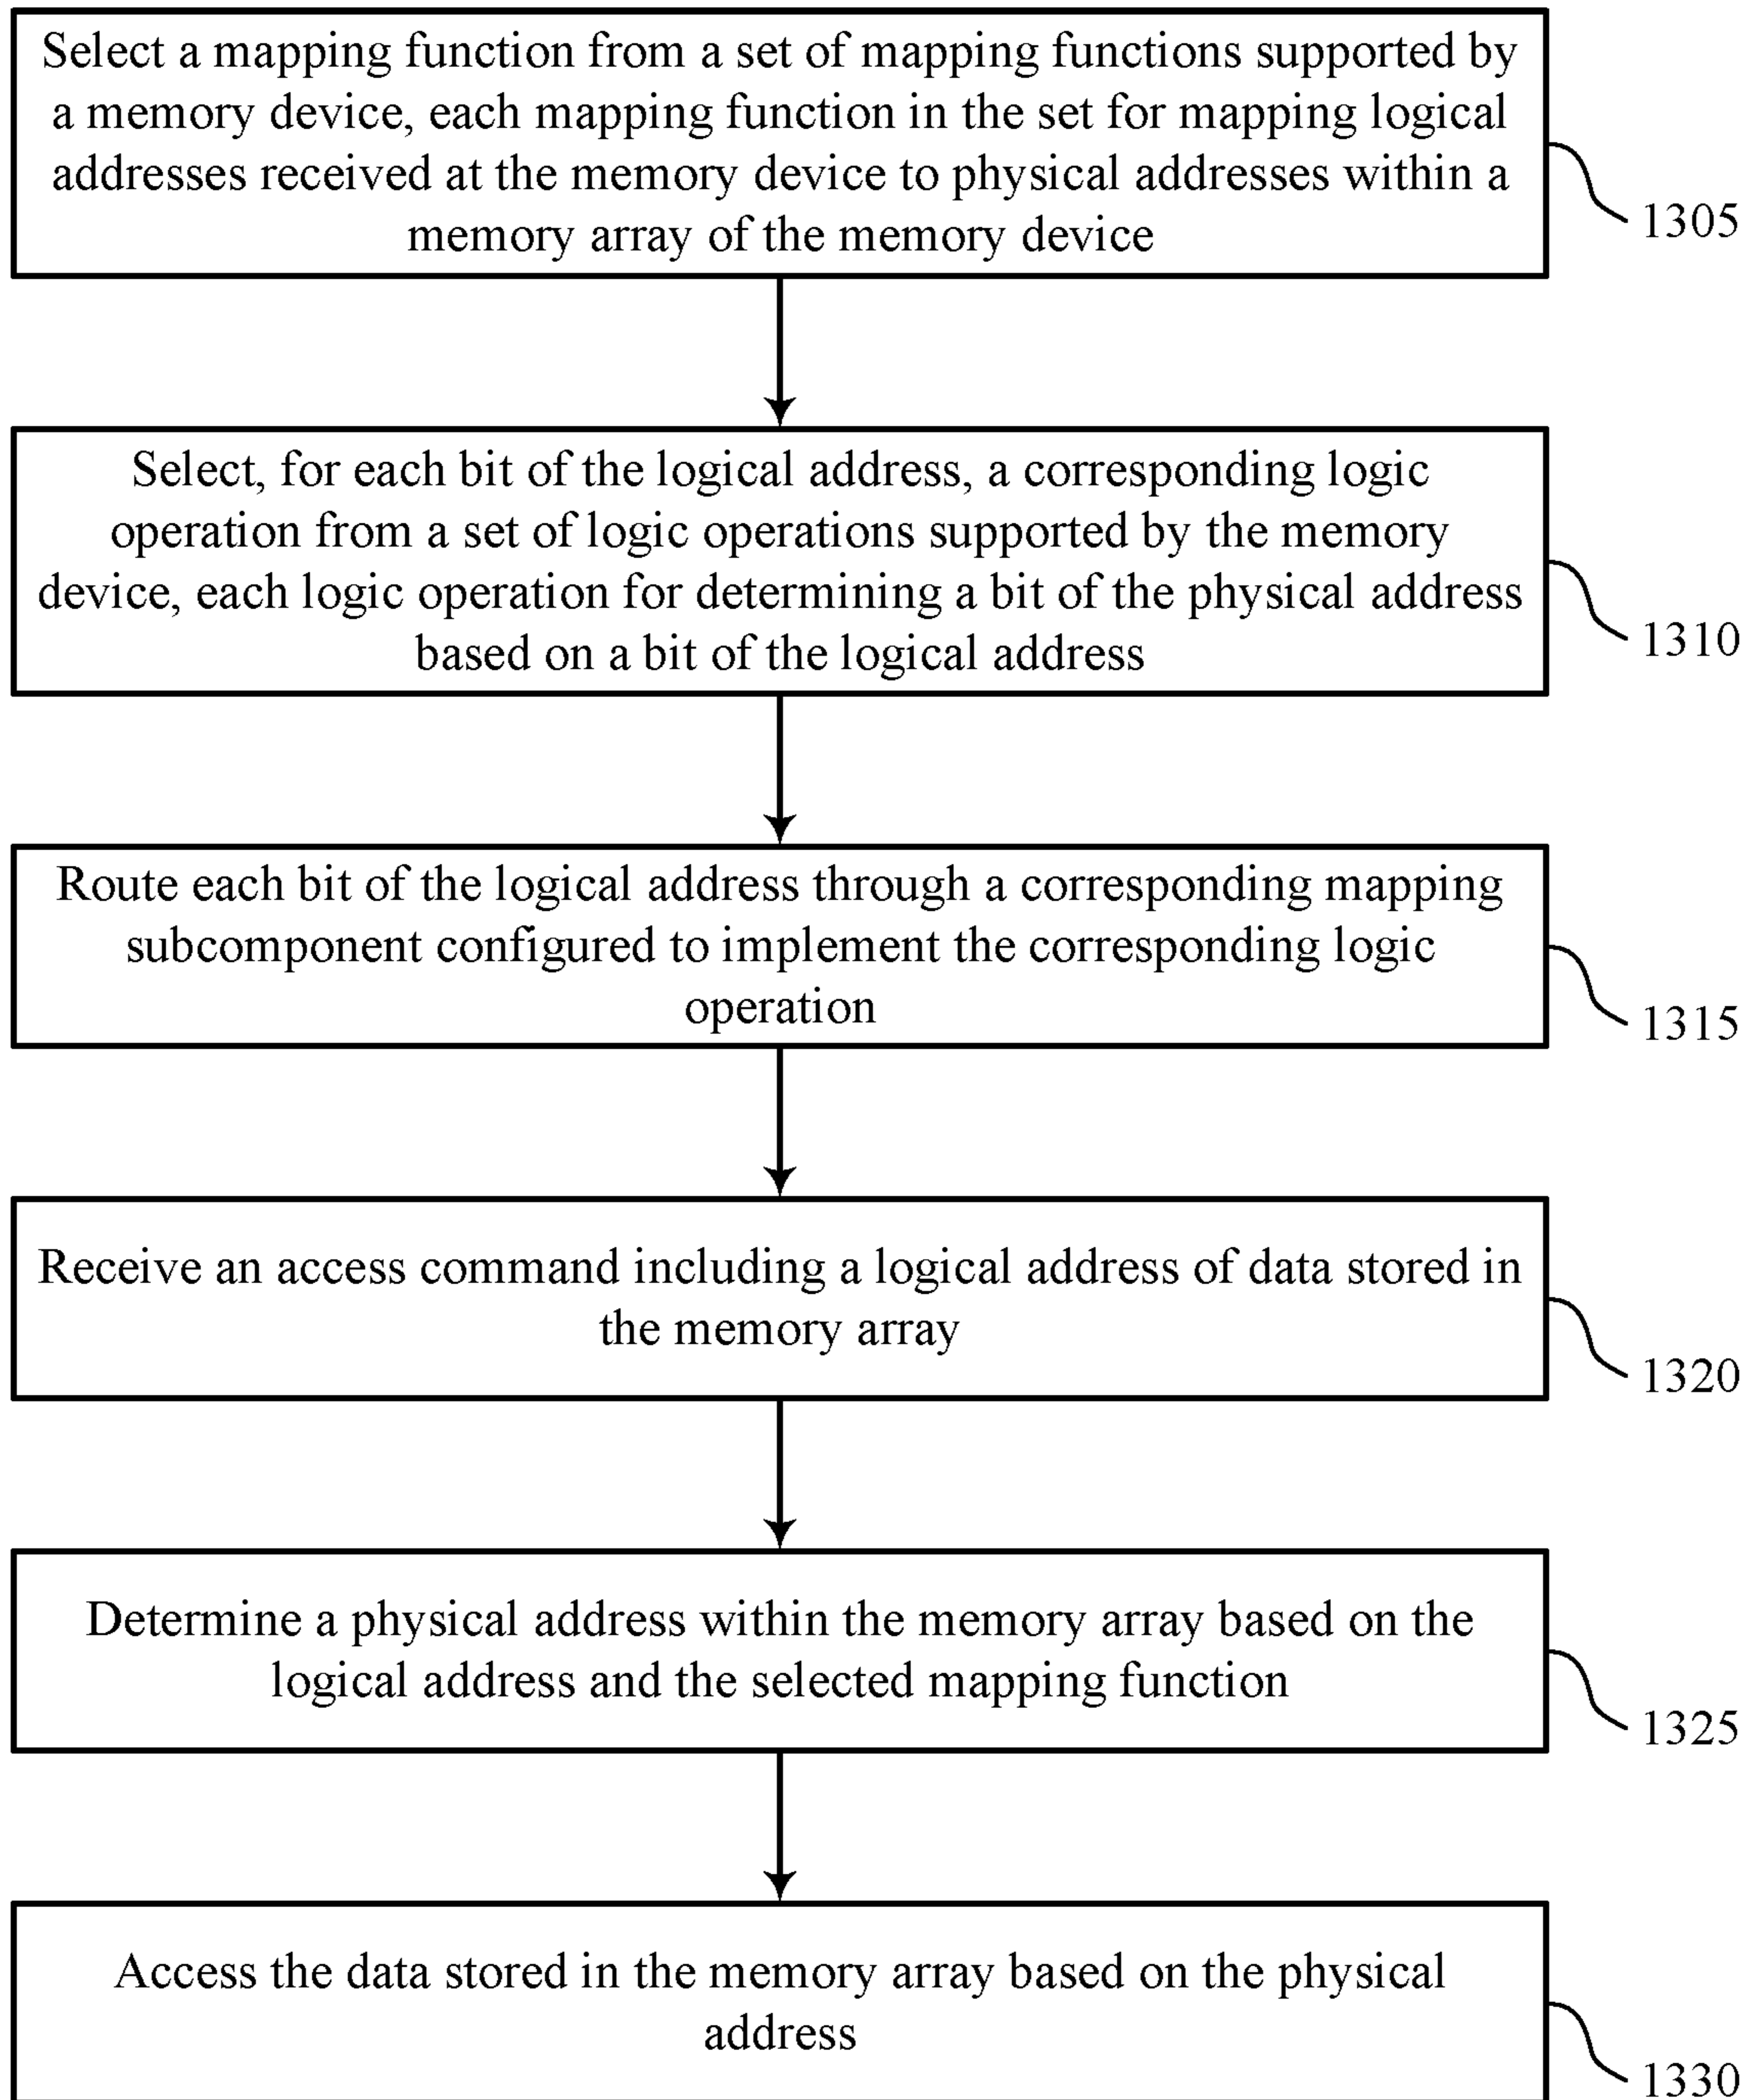 Select a mapping function from a set of mapping functions supported by
a memory device, each mapping function in the set for mapping logical
addresses received at the memory device to physical addresses within a
memory array of the memory device
1305
Select, for each bit of the logical address, a corresponding logic
operation from a set of logic operations supported by the memory
device, each logic operation for determining a bit of the physical address
based on a bit of the logical address
1310
Route each bit of the logical address through a corresponding mapping
subcomponent configured to implement the corresponding logic
operation
1315
Receive an access command including a logical address of data stored in
the memory array
1320
Determine a physical address within the memory array based on the
logical address and the selected mapping function
1325
Access the data stored in the memory array based on the physical
address
1330